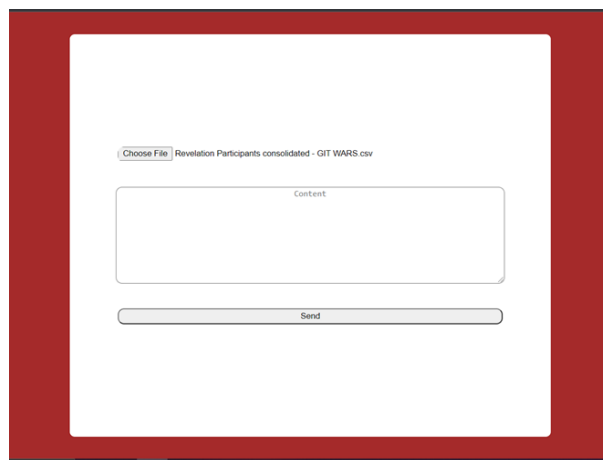 Choose File Revelation Participants consolidated - GIT WARS.csv
Content
Send